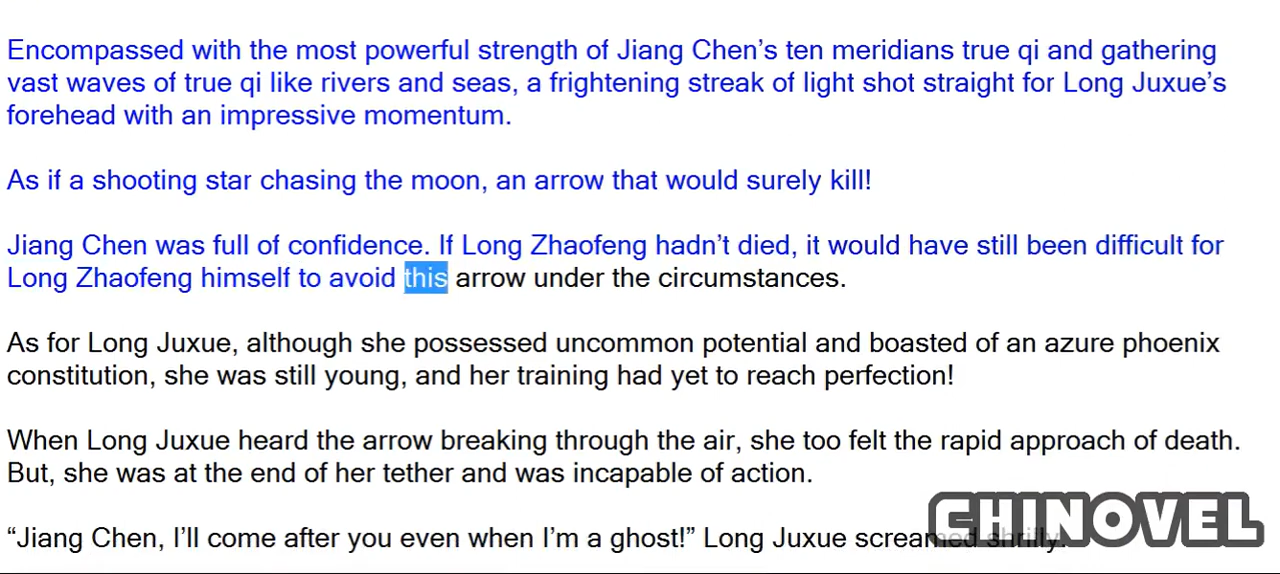 Encompassed with the most powerful strength of Jiang Chen’s ten meridians true qi and gathering
vast waves of true qi like rivers and seas, a frightening streak of light shot straight for Long Juxue’s
forehead with an impressive momentum.
As if a shooting star chasing the moon, an arrow that would surely kill!
Jiang Chen was full of confidence. If Long Zhaofeng hadn’t died, it would have still been difficult for
Long Zhaofeng himself to avoid this arrow under the circumstances.
As for Long Juxue, although she possessed uncommon potential and boasted of an azure phoenix
constitution, she was still young, and her training had yet to reach perfection!
When Long Juxue heard the arrow breaking through the air, she too felt the rapid approach of death.
But, she was at the end of her tether and was incapable of action.
“Jiang Chen, I’ll come after you even when I’m a ghost!” Long Juxue screamed shrilly.
CHINOVEL